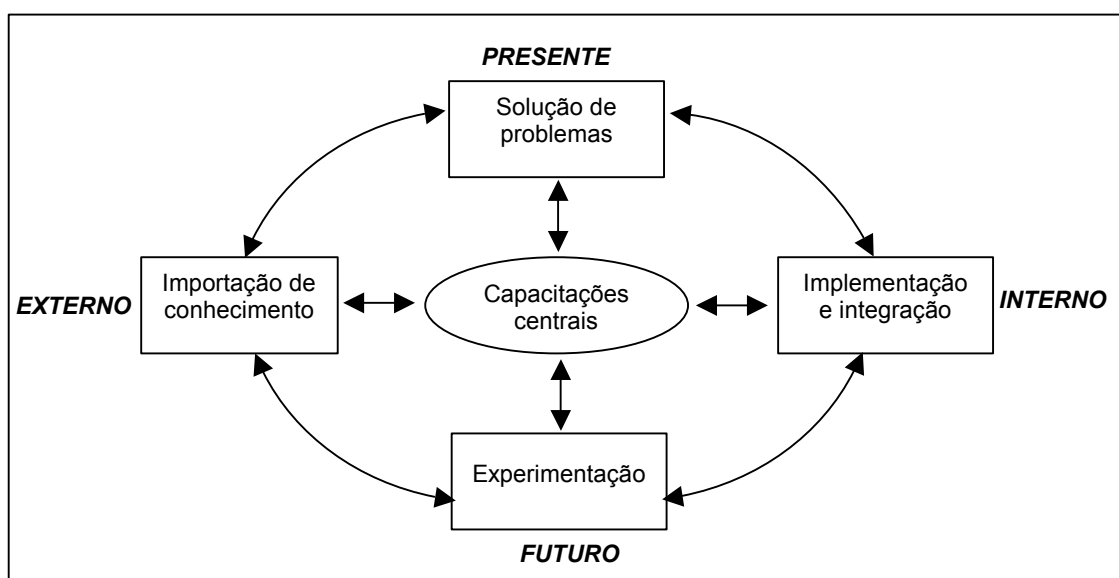 PRESENTE
Solução de
problemas
EXTERNO
Importação de
conhecimento
Capacitações
centrais
Implementação
e integração
INTERNO
Experimentação
FUTURO